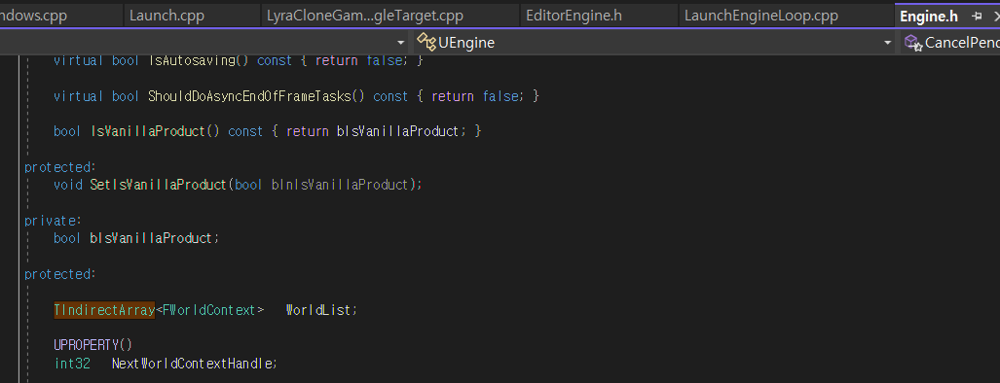 ndows.cpp Launch.cpp LyraCloneGam...gleTarget.cpp EditorEngine.h LaunchEngineLoop.cpp Engine.h
UEngine CancelPend
virtual bool IsAutosaving() const { return false; }
virtual bool ShouldDoAsyncEndOfFrameTasks() const { return false; }
bool IsVanillaProduct() const { return bIsVanillaProduct; }
protected:
void SetIsVanillaProduct(bool bInIsVanillaProduct);
private:
bool bIsVanillaProduct;
protected:
TIndirectArray<FWorldContext> WorldList;
UPROPERTY()
int32 NextWorldContextHandle;